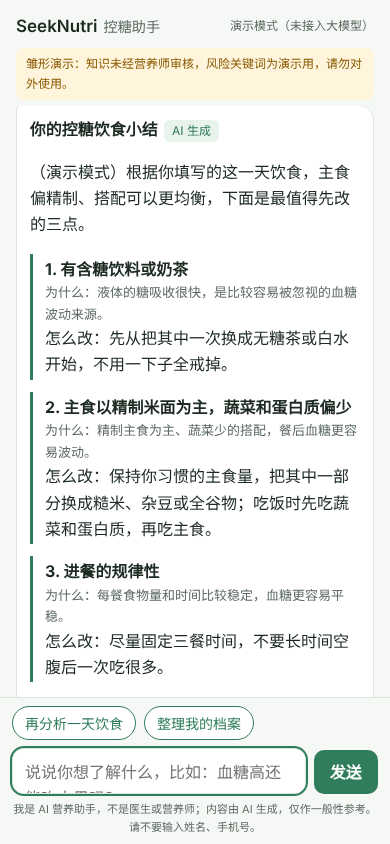 SeekNutri 控糖助手 演示模式（未接入大模型）
雏形演示：知识未经营养师审核，风险关键词为演示用，请勿对
外使用。
你的控糖饮食小结 AI 生成
（演示模式）根据你填写的这一天饮食，主食
偏精制、搭配可以更均衡，下面是最值得先改
的三点。
1. 有含糖饮料或奶茶
为什么：液体的糖吸收很快，是比较容易被忽视的血糖
波动来源。
怎么改：先从把其中一次换成无糖茶或白水
开始，不用一下子全戒掉。
2. 主食以精制米面为主，蔬菜和蛋白质偏少
为什么：精制主食为主、蔬菜少的搭配，餐后血糖更容
易波动。
怎么改：保持你习惯的主食量，把其中一部
分换成糙米、杂豆或全谷物；吃饭时先吃蔬
菜和蛋白质，再吃主食。
3. 进餐的规律性
为什么：每餐食物量和时间比较稳定，血糖更容易平
稳。
怎么改：尽量固定三餐时间，不要长时间空
腹后一次吃很多。
再分析一天饮食 整理我的档案
说说你想了解什么，比如：血糖高还
发送
我是 AI 营养助手，不是医生或营养师；内容由 AI 生成，仅作一般性参考。
请不要输入姓名、手机号。